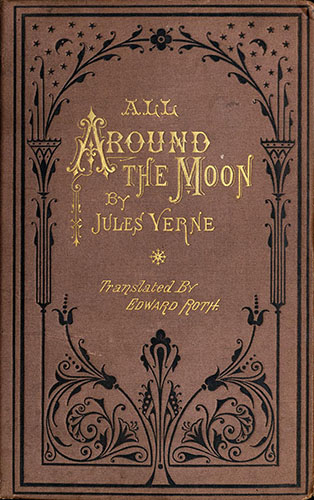 ALL
AROUND
THE MOON
BY
JULES VERNE
Translated By
EDWARD ROTH.